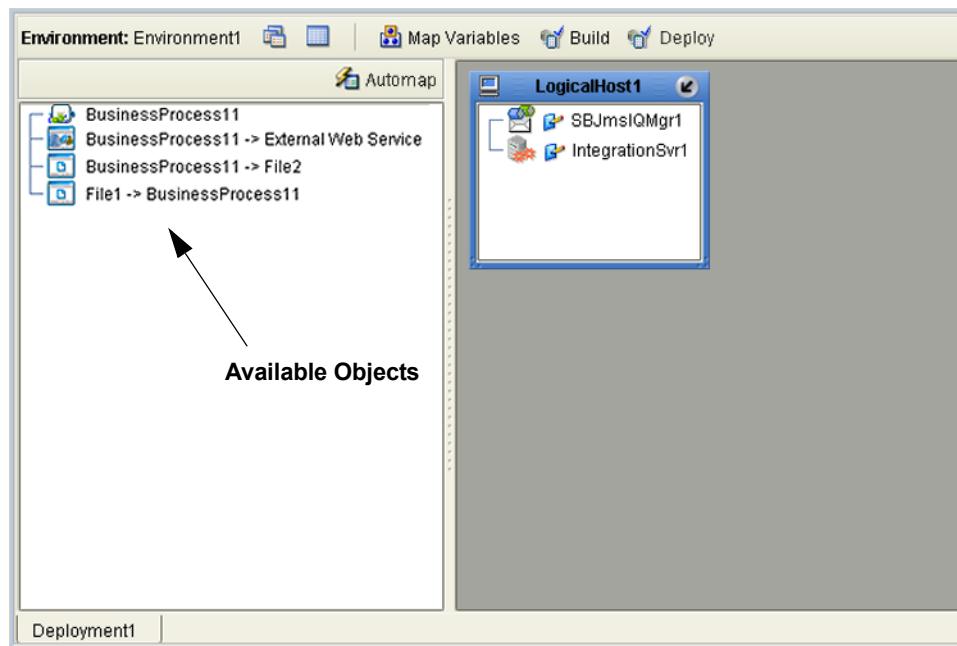 Environment: Environment1 Map Variables Build Deploy
Automap
BusinessProcess11
BusinessProcess11 -> External Web Service
BusinessProcess11 -> File2
File1 -> BusinessProcess11
Available Objects
LogicalHost1
SBJmsIQMgr1
IntegrationSvr1
Deployment1